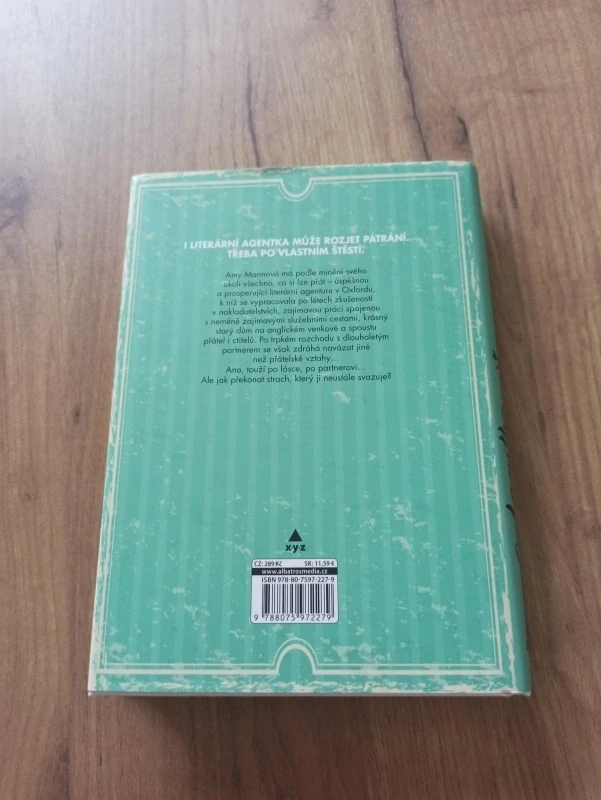 I LITERÁRNÍ AGENTKA MŮŽE ROZJET PÁTRÁNÍ.
TŘEBA PO VLASTNÍM ŠTĚSTÍ.
Amy Mannová má podle mínění svého
okolí všechno, co si lze přát – úspěšnou
a prosperující literární agenturu v Oxfordu,
k níž se vypracovala po létech zkušeností
v nakladatelstvích, zajímavou práci spojenou
s neméně zajímavými služebními cestami, krásný
starý dům na anglickém venkově a spoustu
přátel i ctitelů. Po trpkém rozchodu s dlouholetým
partnerem se však zdráhá navázat jiné
než přátelské vztahy...
Ano, touží po lásce, po partnerovi...
Ale jak překonat strach, který ji neustále svazuje?
xyz
CZ: 289 Kč SK: 11,59 €
www.albatrosmedia.cz
ISBN 978-80-7597-227-9
9 788075 972279